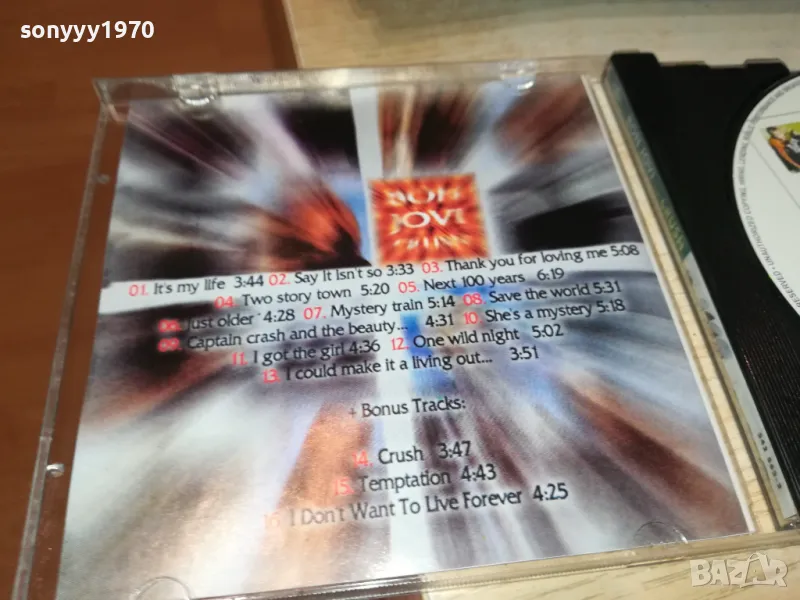 sonyyy1970
BON
JOVI
CRUSH
01. It's my life 3:44 02. Say It Isn't so 3:33 03. Thank you for loving me 5:08
04. Two story town 5:20 05. Next 100 years 6:19
06. Just older 4:28 07. Mystery train 5:14 08. Save the world 5:31
09. Captain crash and the beauty... 4:31 10. She's a mystery 5:18
11. I got the girl 4:36 12. One wild night 5:02
13. I could make it a living out... 3:51
+ Bonus Tracks:
14. Crush 3:47
15. Temptation 4:43
16. I Don't Want To Live Forever 4:25
BAZAR